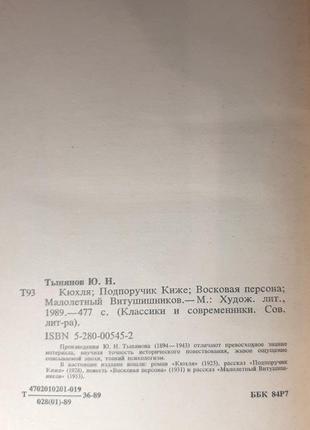 Тынянов Ю. Н.
Т93 Кюхля; Подпоручик Киже; Восковая персона;
Малолетный Витушишников.— М.: Худож. лит.,
1989.—477 с. (Классики и современники. Сов.
лит-ра).
ISBN 5-280-00545-2
Произведения Ю. Н. Тынянова (1894—1943) отличают превосходное знание
материала, научная точность исторического повествования, живое ощущение
описываемой эпохи, тонкий психологизм.
В настоящее издание вошли: роман «Кюхля» (1925), рассказ «Подпоручик
Киже» (1928), повесть «Восковая персона» (1931) и рассказ «Малолетный Витушиш-
ников» (1933).
Т 4702010201-019 36-89 ББК 84Р7
028(01)-89